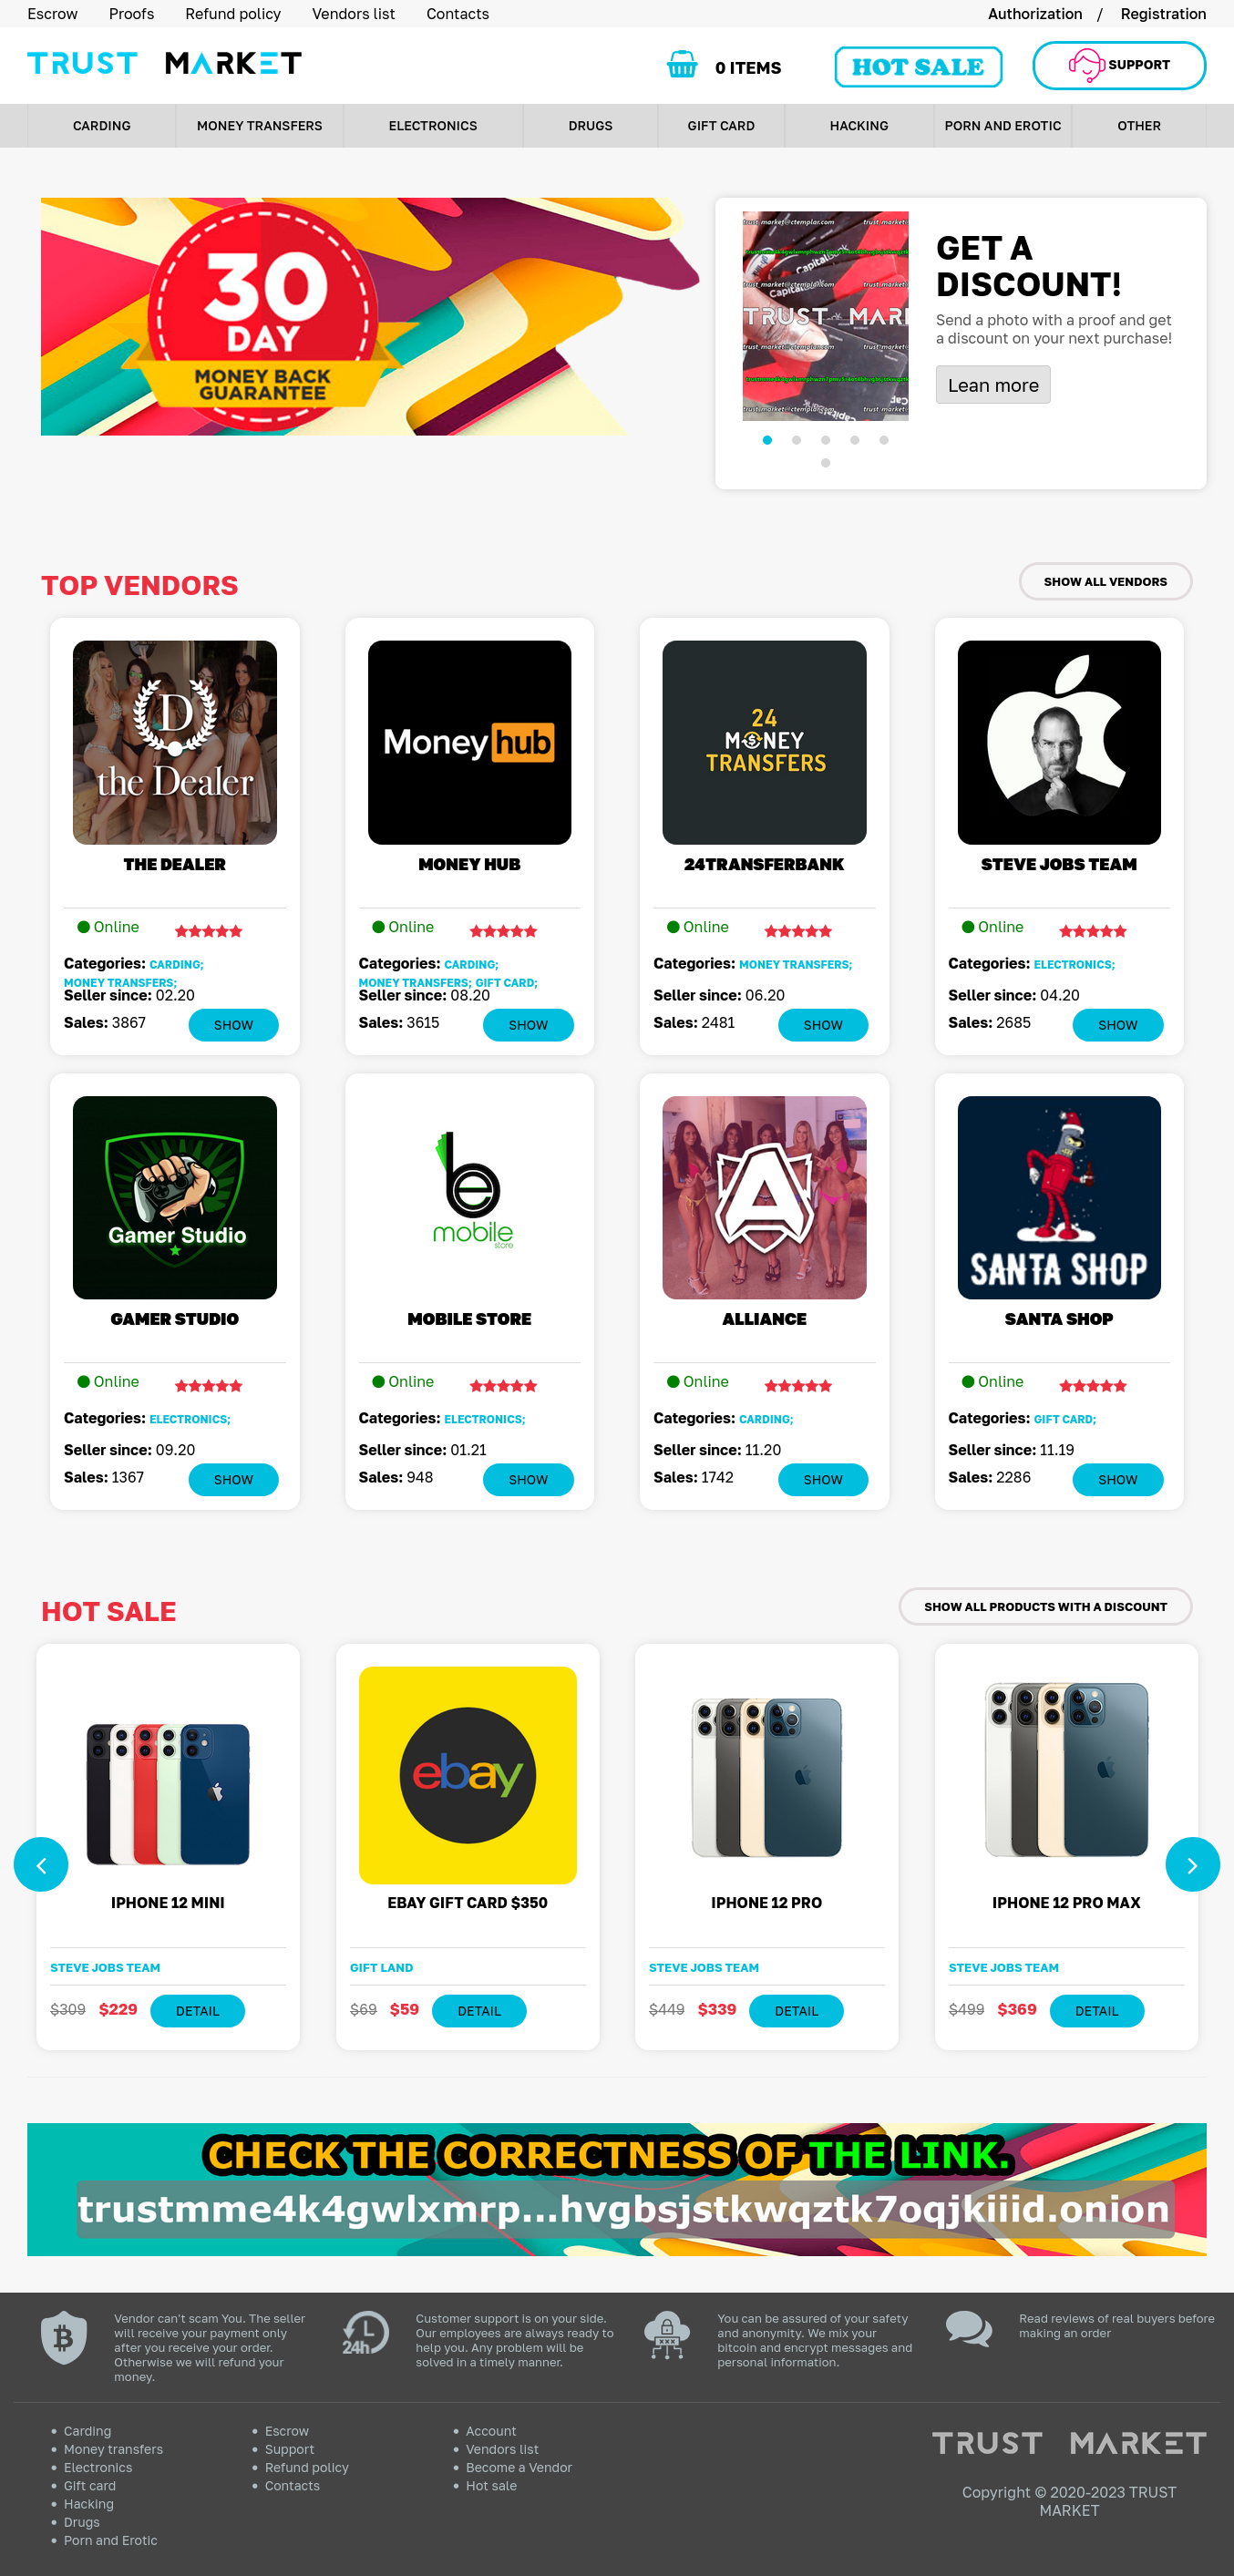 Escrow Proofs Refund policy Vendors list Contacts Authorization / Registration
TRUST MARKET 0 ITEMS HOT SALE SUPPORT
CARDING MONEY TRANSFERS ELECTRONICS DRUGS GIFT CARD HACKING PORN AND EROTIC OTHER
30
DAY
MONEY BACK
GUARANTEE
trust_market@ctemplar.com
TRUST MAR
GET A
DISCOUNT!
Send a photo with a proof and get
a discount on your next purchase!
Lean more
TOP VENDORS
SHOW ALL VENDORS
D
the Dealer
THE DEALER
Online
Categories: CARDING;
MONEY TRANSFERS;
Seller since: 02.20
Sales: 3867
SHOW
Money hub
MONEY HUB
Online
Categories: CARDING;
MONEY TRANSFERS; GIFT CARD;
Seller since: 08.20
Sales: 3615
SHOW
24
MONEY
TRANSFERS
24TRANSFERBANK
Online
Categories: MONEY TRANSFERS;
Seller since: 06.20
Sales: 2481
SHOW
STEVE JOBS TEAM
Online
Categories: ELECTRONICS;
Seller since: 04.20
Sales: 2685
SHOW
Gamer Studio
GAMER STUDIO
Online
Categories: ELECTRONICS;
Seller since: 09.20
Sales: 1367
SHOW
be
mobile
store
MOBILE STORE
Online
Categories: ELECTRONICS;
Seller since: 01.21
Sales: 948
SHOW
A
ALLIANCE
Online
Categories: CARDING;
Seller since: 11.20
Sales: 1742
SHOW
SANTA SHOP
SANTA SHOP
Online
Categories: GIFT CARD;
Seller since: 11.19
Sales: 2286
SHOW
HOT SALE
SHOW ALL PRODUCTS WITH A DISCOUNT
IPHONE 12 MINI
STEVE JOBS TEAM
$309 $229 DETAIL
ebay
EBAY GIFT CARD $350
GIFT LAND
$69 $59 DETAIL
IPHONE 12 PRO
STEVE JOBS TEAM
$449 $339 DETAIL
IPHONE 12 PRO MAX
STEVE JOBS TEAM
$499 $369 DETAIL
CHECK THE CORRECTNESS OF THE LINK.
trustmme4k4gwlxmrp...hvgbsjstkwqztk7oqjkiiid.onion
Vendor can't scam You. The seller
will receive your payment only
after you receive your order.
Otherwise we will refund your
money.
24h
Customer support is on your side.
Our employees are always ready to
help you. Any problem will be
solved in a timely manner.
XXX
You can be assured of your safety
and anonymity. We mix your
bitcoin and encrypt messages and
personal information.
Read reviews of real buyers before
making an order
Carding
Money transfers
Electronics
Gift card
Hacking
Drugs
Porn and Erotic
Escrow
Support
Refund policy
Contacts
Account
Vendors list
Become a Vendor
Hot sale
TRUST MARKET
Copyright © 2020-2023 TRUST
MARKET